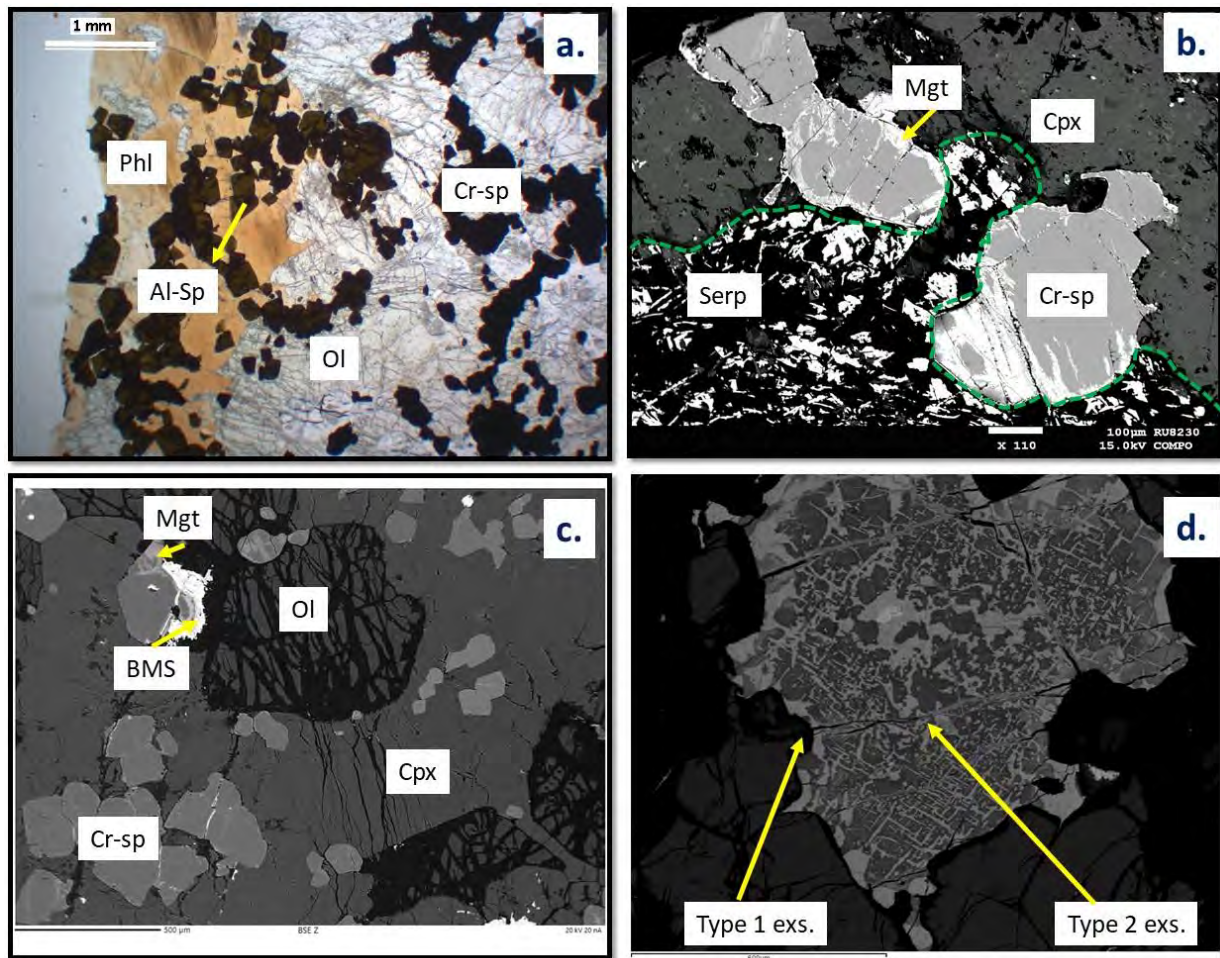 1 mm
a.
Phl
Cr-sp
Al-Sp
Ol
b.
Mgt
Cpx
Serp
Cr-sp
100µm RU8230
X 110
15.0kV COMPO
c.
Mgt
Ol
BMS
Cpx
Cr-sp
500 µm
BSE Z
20 kV 20 nA
d.
Type 1 exs.
Type 2 exs.